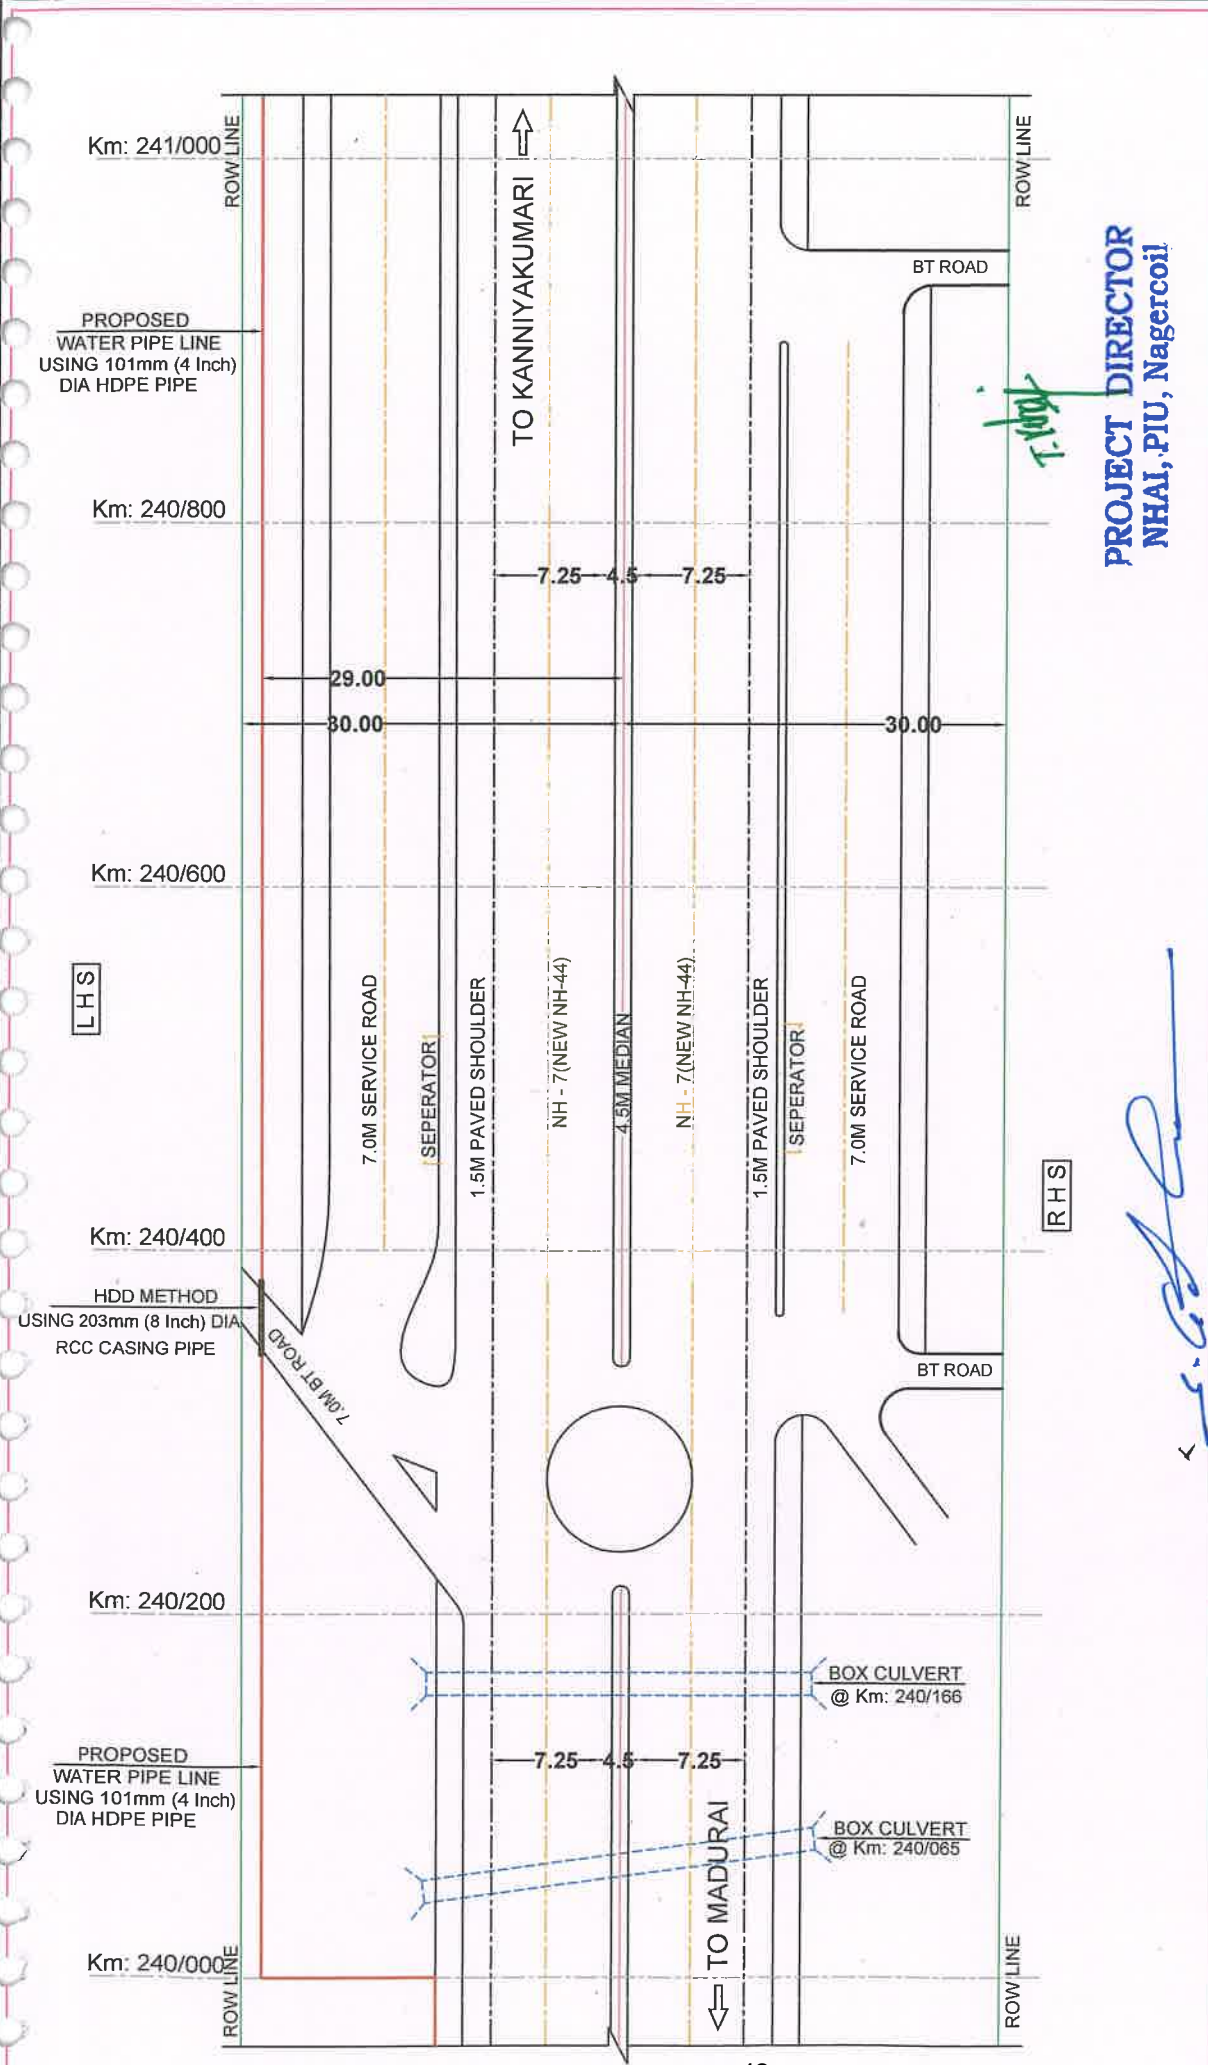 ROW LINE
ROW LINE
Km: 241/000
TO KANNIYAKUMARI
BT ROAD
PROPOSED
WATER PIPE LINE
USING 101mm (4 Inch)
DIA HDPE PIPE
PROJECT DIRECTOR
NHAI, PIU, Nagercoil
Km: 240/800
7.25 4.5 7.25
29.00
30.00 30.00
Km: 240/600
LHS
7.0M SERVICE ROAD
SEPERATOR
1.5M PAVED SHOULDER
NH - 7(NEW NH-44)
4.5M MEDIAN
NH - 7(NEW NH-44)
1.5M PAVED SHOULDER
SEPERATOR
7.0M SERVICE ROAD
RHS
Km: 240/400
HDD METHOD
USING 203mm (8 Inch) DIA
RCC CASING PIPE
7.0M BT ROAD
BT ROAD
Km: 240/200
BOX CULVERT
@ Km: 240/166
PROPOSED
WATER PIPE LINE
USING 101mm (4 Inch)
DIA HDPE PIPE
7.25 4.5 7.25
TO MADURAI
BOX CULVERT
@ Km: 240/065
Km: 240/000
ROW LINE
ROW LINE